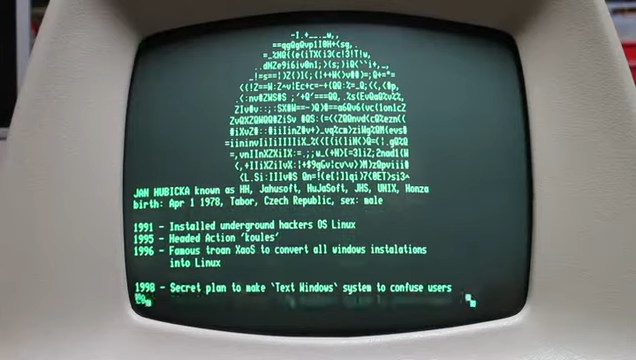 JAN HUBICKA known as HH, Jahusoft, HuJaSoft, JHS, UNIX, Honza
birth: Apr 1 1978, Tabor, Czech Republic, sex: male
1991 - Installed underground hackers OS Linux
1995 - Headed Action 'koules'
1996 - Famous troan XaoS to convert all windows instalations
into Linux
1998 - Secret plan to make `Text Windows` system to confuse users